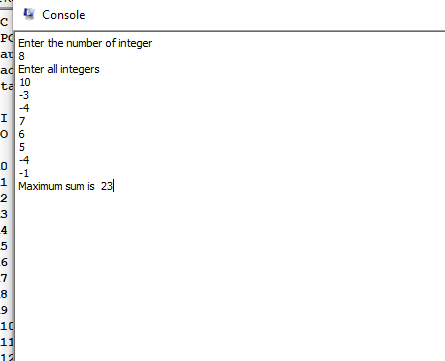 Console
Enter the number of integer
8
Enter all integers
10
-3
-4
7
6
5
-4
-1
Maximum sum is  23